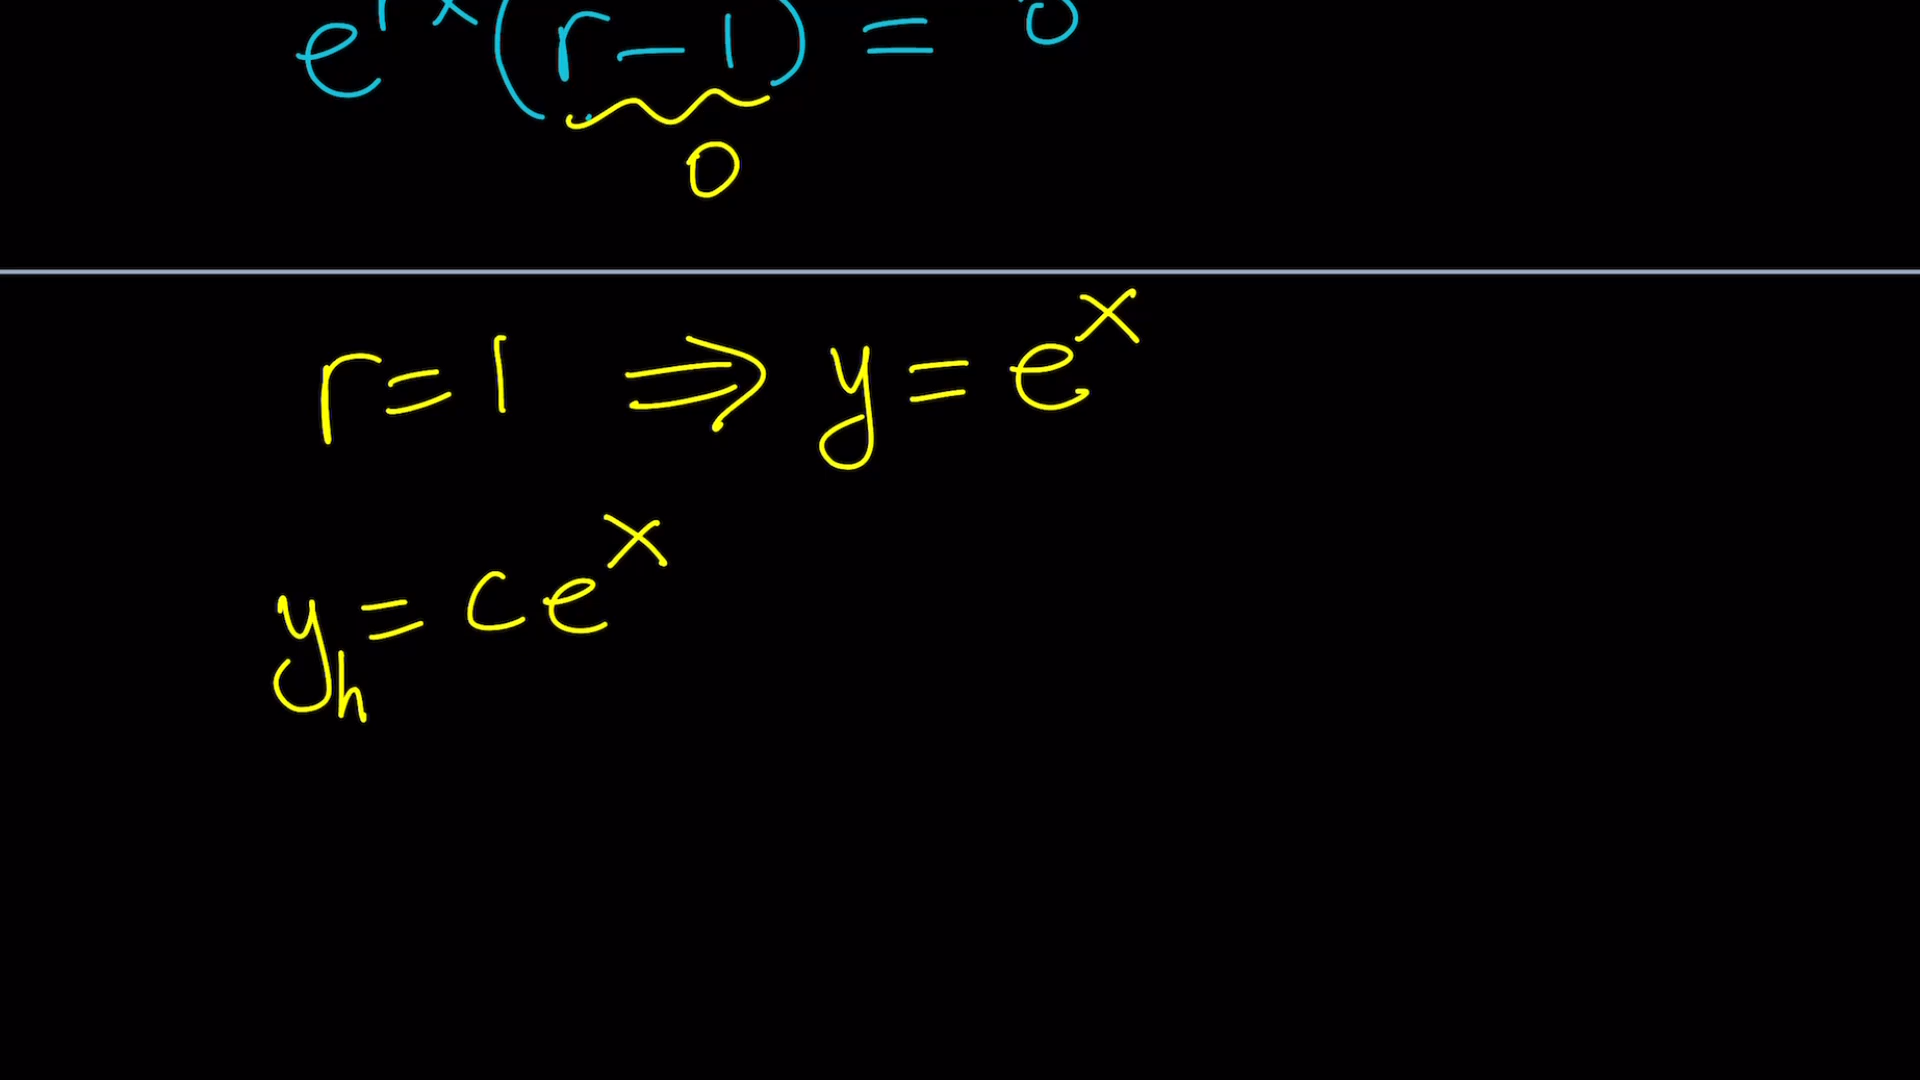 e^{rx}(r-1) = 0
0
r = 1 ⇒ y = e^x
y_h = ce^x